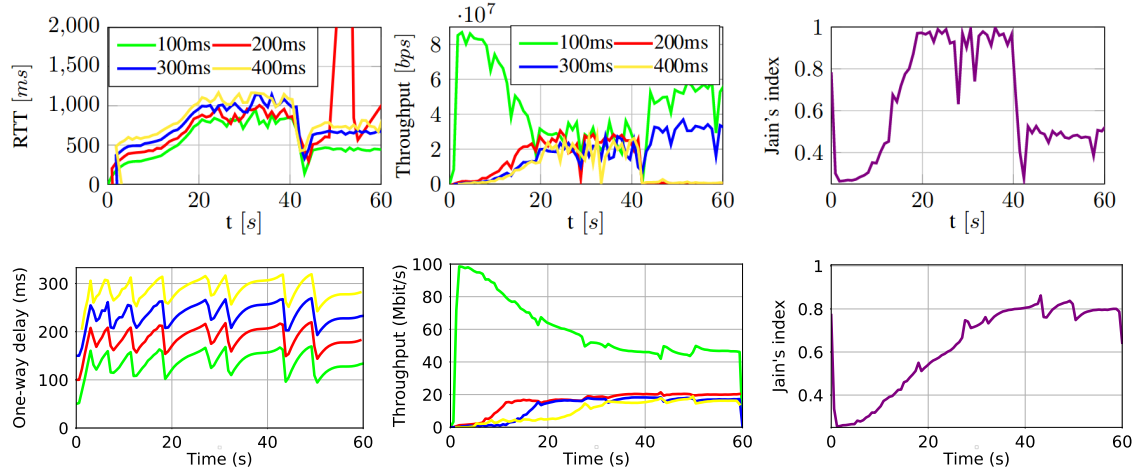 ·10⁷
2,000
1,500
1,000
500
0
RTT [ms]
100ms 200ms
300ms 400ms
0 20 40 60
t [s]
8
6
4
2
0
Throughput [bps]
100ms 200ms
300ms 400ms
0 20 40 60
t [s]
1
0.8
0.6
0.4
Jain's index
0 20 40 60
t [s]
300
200
100
0
One-way delay (ms)
0 20 40 60
Time (s)
100
80
60
40
20
0
Throughput (Mbit/s)
0 20 40 60
Time (s)
1
0.8
0.6
0.4
Jain's index
0 20 40 60
Time (s)